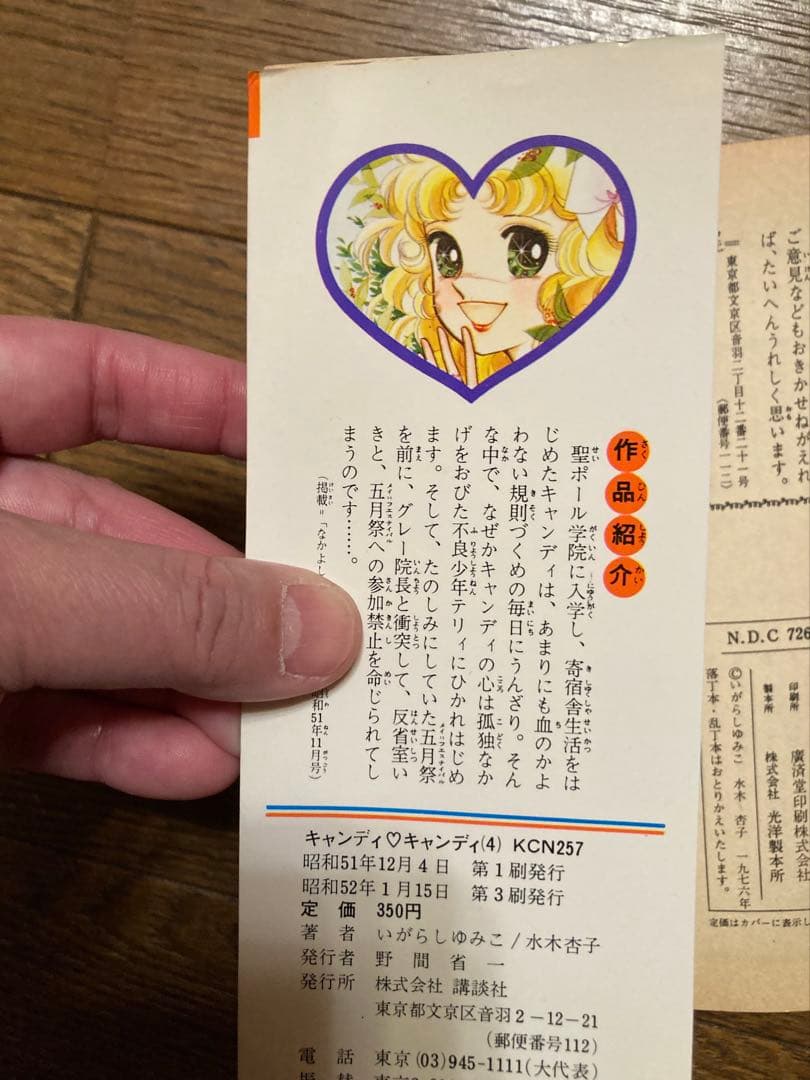 作品紹介
聖ポール学院に入学し、寄宿舎生活をは
じめたキャンディは、あまりにも血のかよ
わない規則づくめの毎日にうんざり。そん
な中で、なぜかキャンディの心は孤独なか
げをおびた不良少年テリィにひかれはじめ
ます。そして、たのしみにしていた五月祭
を前に、グレー院長と衝突して、反省室い
きと、五月祭への参加禁止を命じられてし
まうのです……。
(掲載=「なかよし
昭和51年11月号)
キャンディ♡キャンディ(4) KCN257
昭和51年12月4日 第1刷発行
昭和52年1月15日 第3刷発行
定価 350円
著者 いがらしゆみこ/水木杏子
発行者 野間省一
発行所 株式会社 講談社
東京都文京区音羽2-12-21
(郵便番号112)
電話 東京(03)945-1111(大代表)
ご意見などもおきかせねがえれ
ば、たいへんうれしく思います。
東京都文京区音羽二丁目十二番二十一号
(郵便番号一一二)
N.D.C 726
印刷所 廣済堂印刷株式会社
製本所 株式会社 光洋製本所
©いがらしゆみこ 水木杏子 一九七六年
落丁本・乱丁本はおとりかえいたします。
定価はカバーに表示し